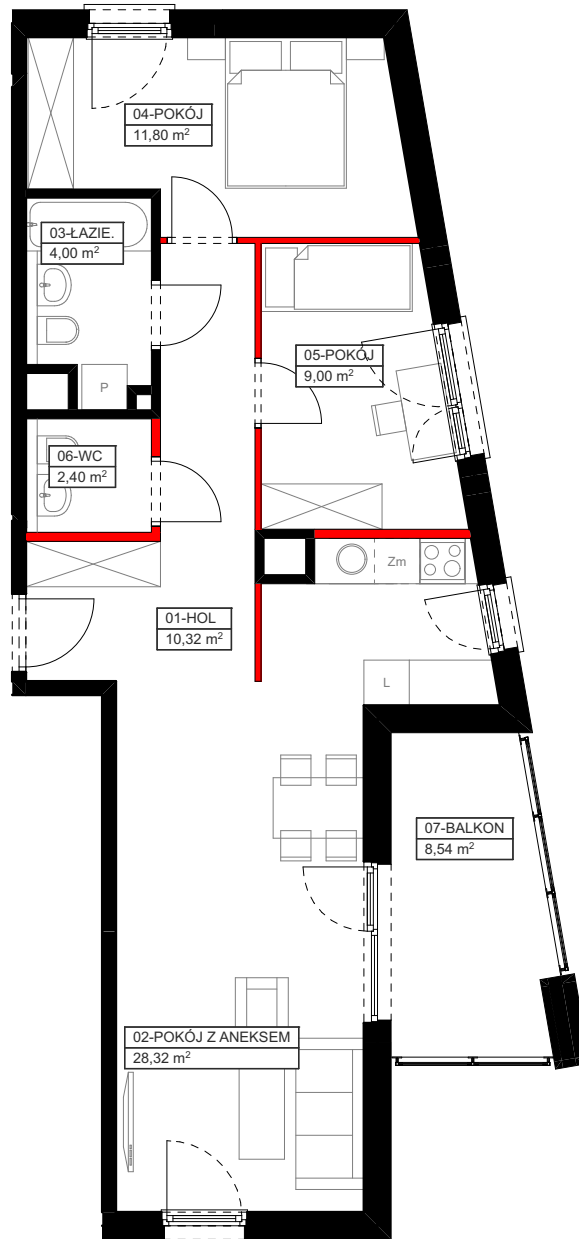 04-POKÓJ
11,80 m²
03-ŁAZIE.
4,00 m²
05-POKÓJ
9,00 m²
P
06-WC
2,40 m²
Zm
01-HOL
10,32 m²
L
07-BALKON
8,54 m²
02-POKÓJ Z ANEKSEM
28,32 m²